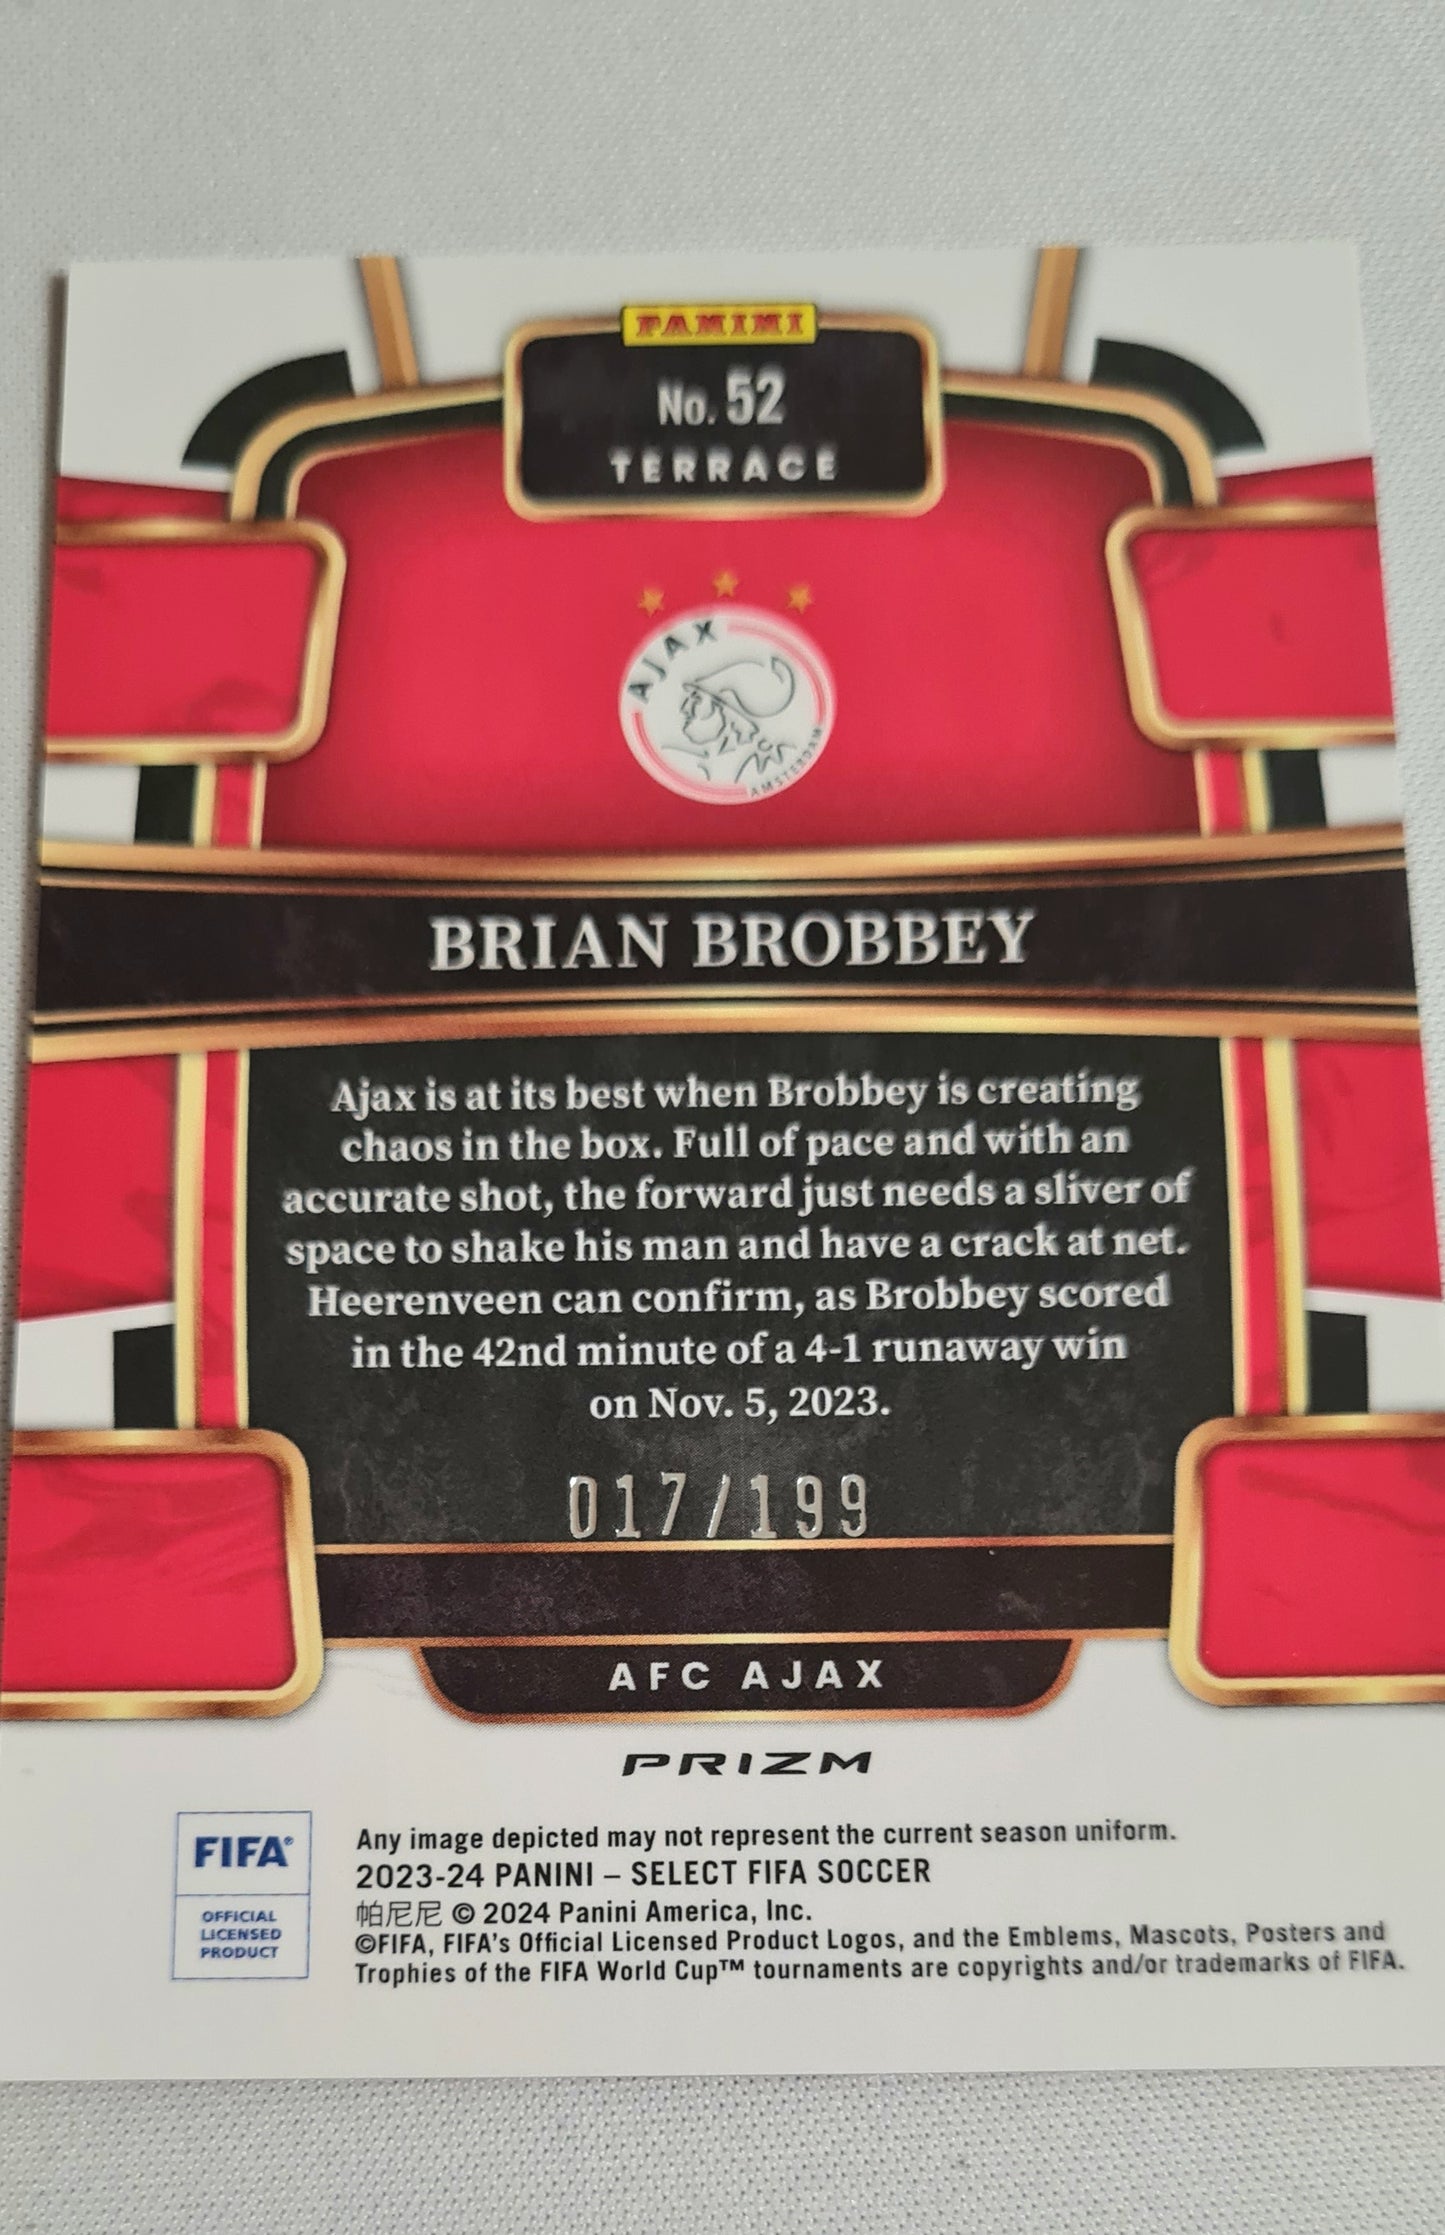 PANINI
No. 52
TERRACE
AJAX
AMSTERDAM
BRIAN BROBBEY
Ajax is at its best when Brobbey is creating
chaos in the box. Full of pace and with an
accurate shot, the forward just needs a sliver of
space to shake his man and have a crack at net.
Heerenveen can confirm, as Brobbey scored
in the 42nd minute of a 4-1 runaway win
on Nov. 5, 2023.
017/199
AFC AJAX
PRIZM
FIFA®
OFFICIAL
LICENSED
PRODUCT
Any image depicted may not represent the current season uniform.
2023-24 PANINI – SELECT FIFA SOCCER
帕尼尼 © 2024 Panini America, Inc.
©FIFA, FIFA's Official Licensed Product Logos, and the Emblems, Mascots, Posters and
Trophies of the FIFA World Cup™ tournaments are copyrights and/or trademarks of FIFA.